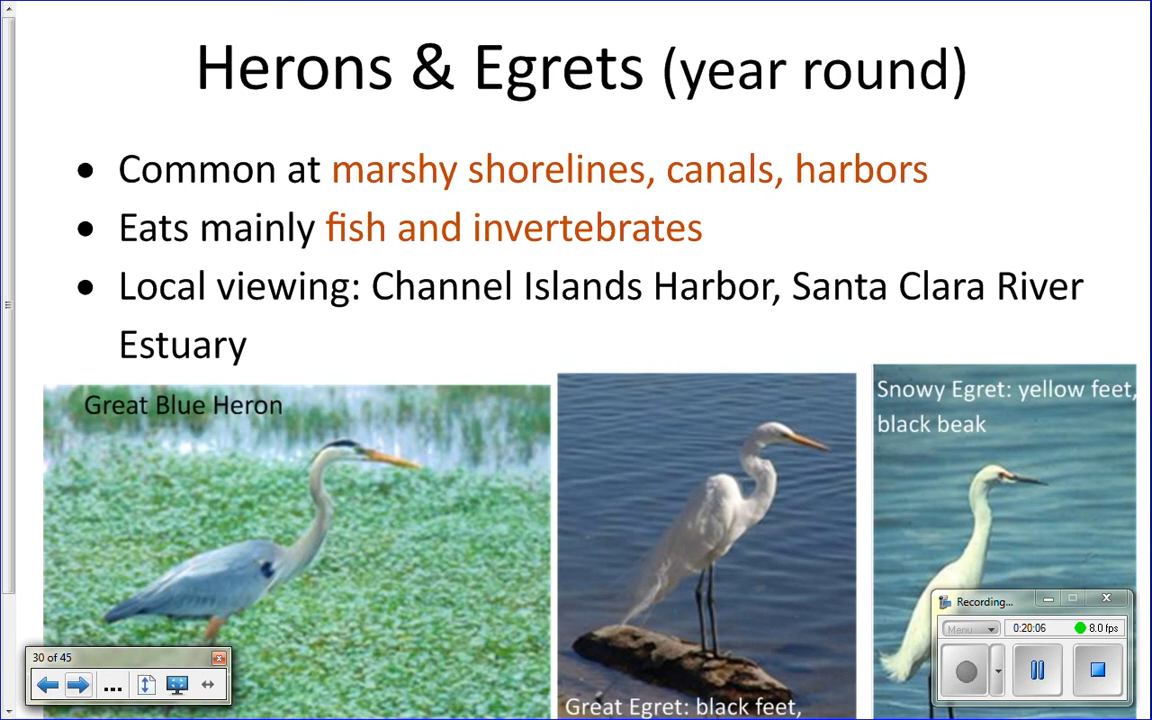 Herons & Egrets (year round)
• Common at marshy shorelines, canals, harbors
• Eats mainly fish and invertebrates
• Local viewing: Channel Islands Harbor, Santa Clara River
Estuary
Great Blue Heron
Snowy Egret: yellow feet,
black beak
Great Egret: black feet,
Recording...
Menu
0:20:06
8.0 fps
30 of 45